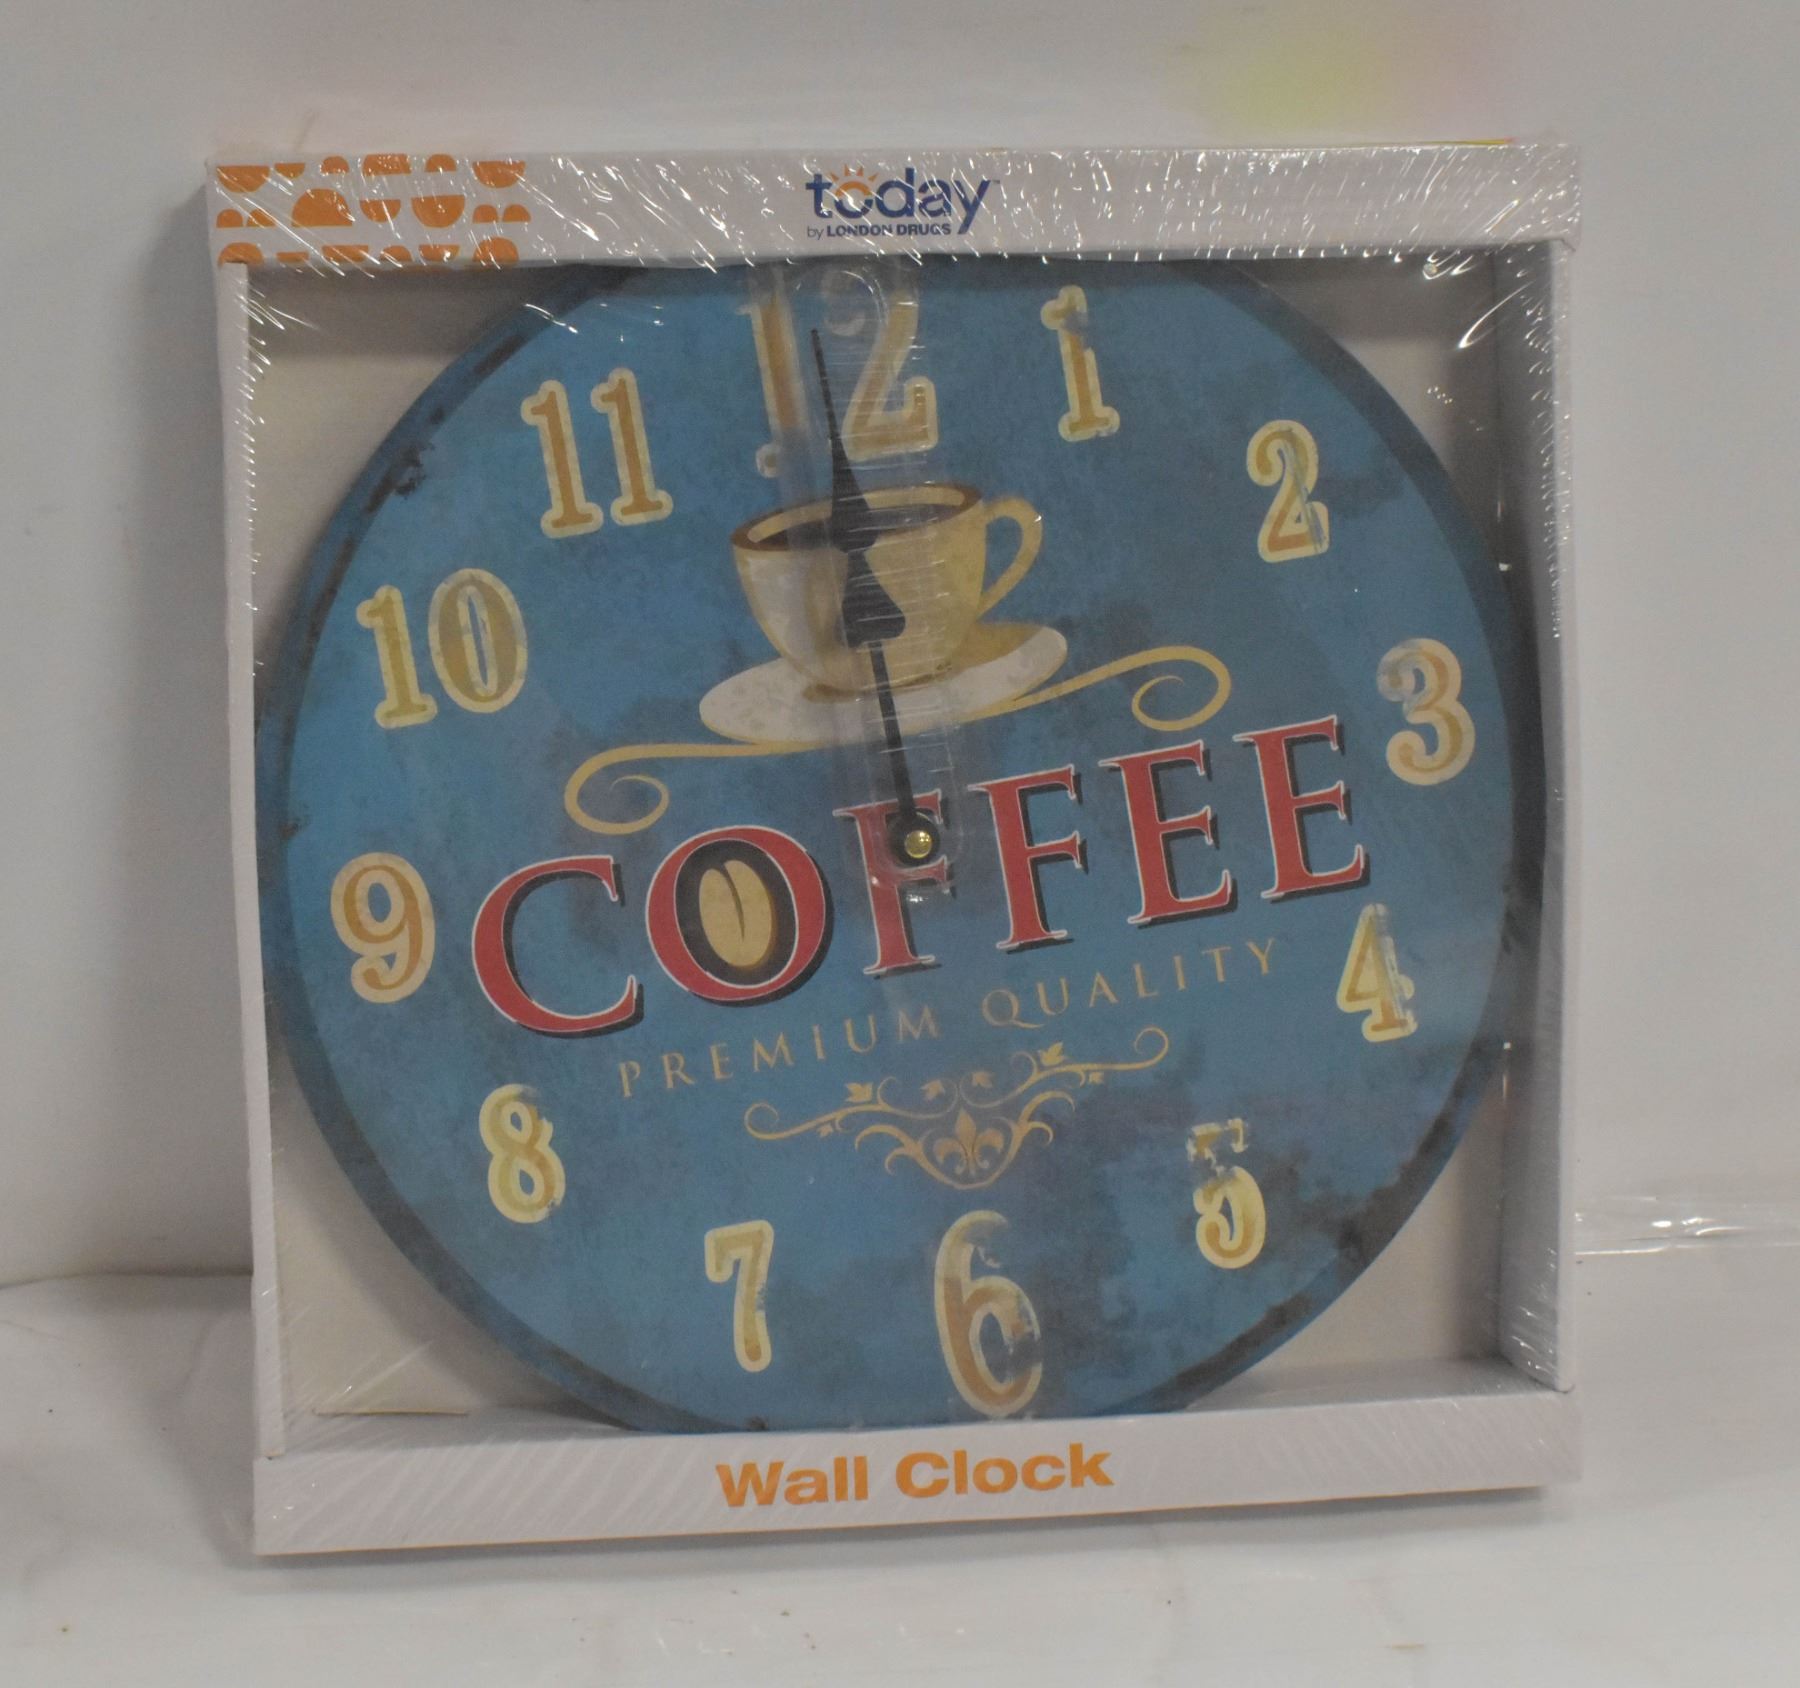 today™
by LONDON DRUGS
12
1
11
2
10
3
COFFEE
9
4
PREMIUM QUALITY
8
5
7
6
Wall Clock